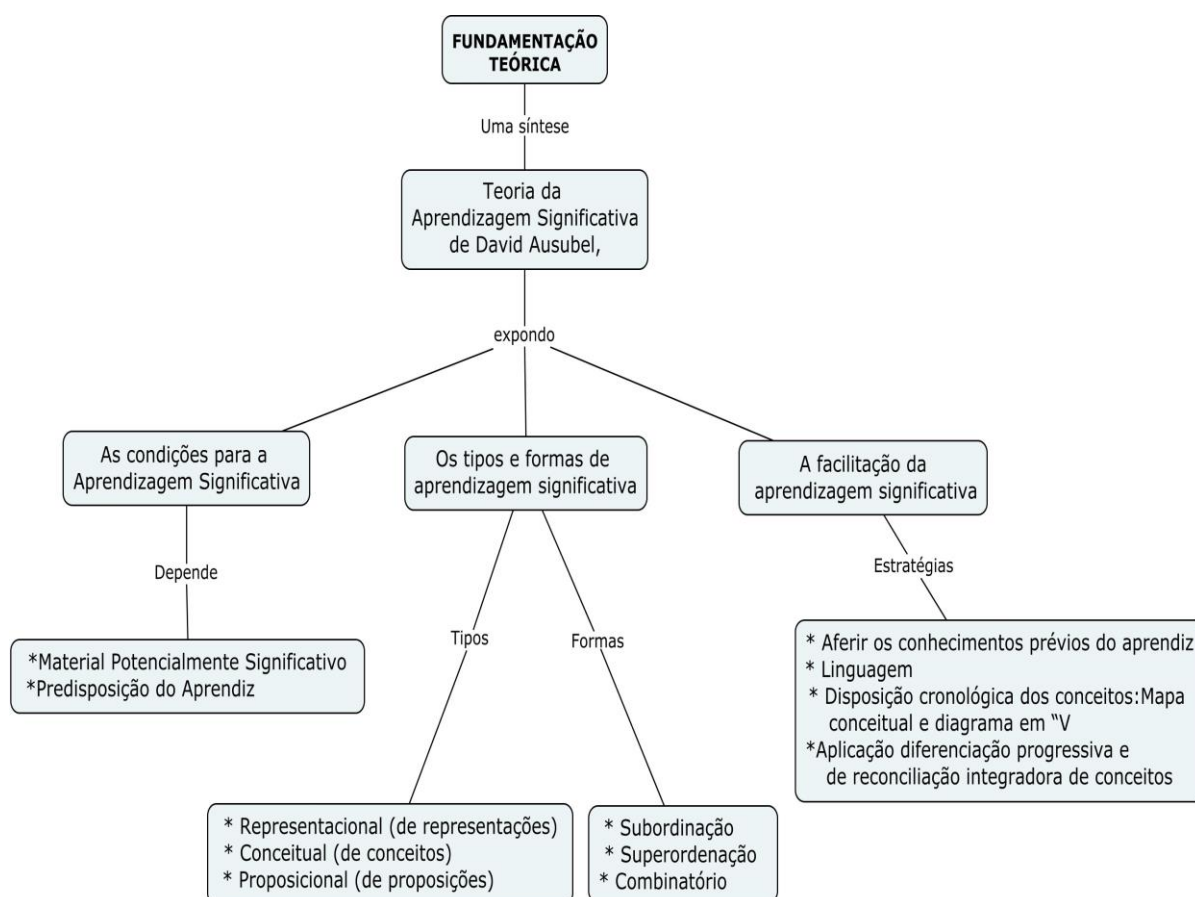 FUNDAMENTAÇÃO
TEÓRICA
Uma síntese
Teoria da
Aprendizagem Significativa
de David Ausubel,
expondo
As condições para a
Aprendizagem Significativa
Os tipos e formas de
aprendizagem significativa
A facilitação da
aprendizagem significativa
Depende
Estratégias
Tipos
Formas
*Material Potencialmente Significativo
*Predisposição do Aprendiz
* Aferir os conhecimentos prévios do aprendiz
* Linguagem
* Disposição cronológica dos conceitos:Mapa
conceitual e diagrama em “V
*Aplicação diferenciação progressiva e
de reconciliação integradora de conceitos
* Representacional (de representações)
* Conceitual (de conceitos)
* Proposicional (de proposições)
* Subordinação
* Superordenação
* Combinatório